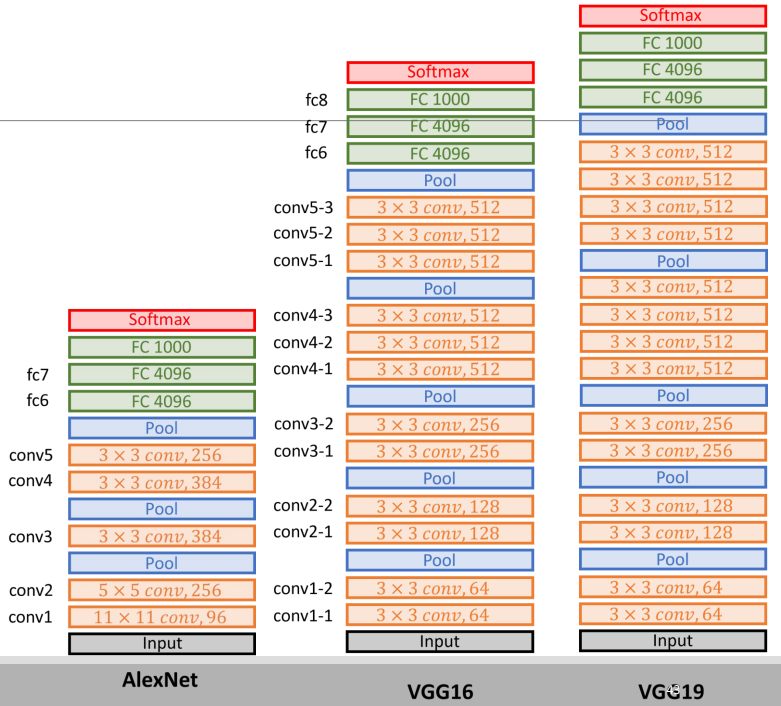 Softmax
FC 1000
FC 4096
FC 4096
Pool
3 × 3 conv, 256
3 × 3 conv, 384
Pool
3 × 3 conv, 384
Pool
5 × 5 conv, 256
11 × 11 conv, 96
Input
fc7
fc6
conv5
conv4
conv3
conv2
conv1
AlexNet
Softmax
FC 1000
FC 4096
FC 4096
Pool
3 × 3 conv, 512
3 × 3 conv, 512
3 × 3 conv, 512
Pool
3 × 3 conv, 512
3 × 3 conv, 512
3 × 3 conv, 512
Pool
3 × 3 conv, 256
3 × 3 conv, 256
Pool
3 × 3 conv, 128
3 × 3 conv, 128
Pool
3 × 3 conv, 64
3 × 3 conv, 64
Input
fc8
fc7
fc6
conv5-3
conv5-2
conv5-1
conv4-3
conv4-2
conv4-1
conv3-2
conv3-1
conv2-2
conv2-1
conv1-2
conv1-1
VGG16
Softmax
FC 1000
FC 4096
FC 4096
Pool
3 × 3 conv, 512
3 × 3 conv, 512
3 × 3 conv, 512
3 × 3 conv, 512
Pool
3 × 3 conv, 512
3 × 3 conv, 512
3 × 3 conv, 512
3 × 3 conv, 512
Pool
3 × 3 conv, 256
3 × 3 conv, 256
Pool
3 × 3 conv, 128
3 × 3 conv, 128
Pool
3 × 3 conv, 64
3 × 3 conv, 64
Input
VGG19